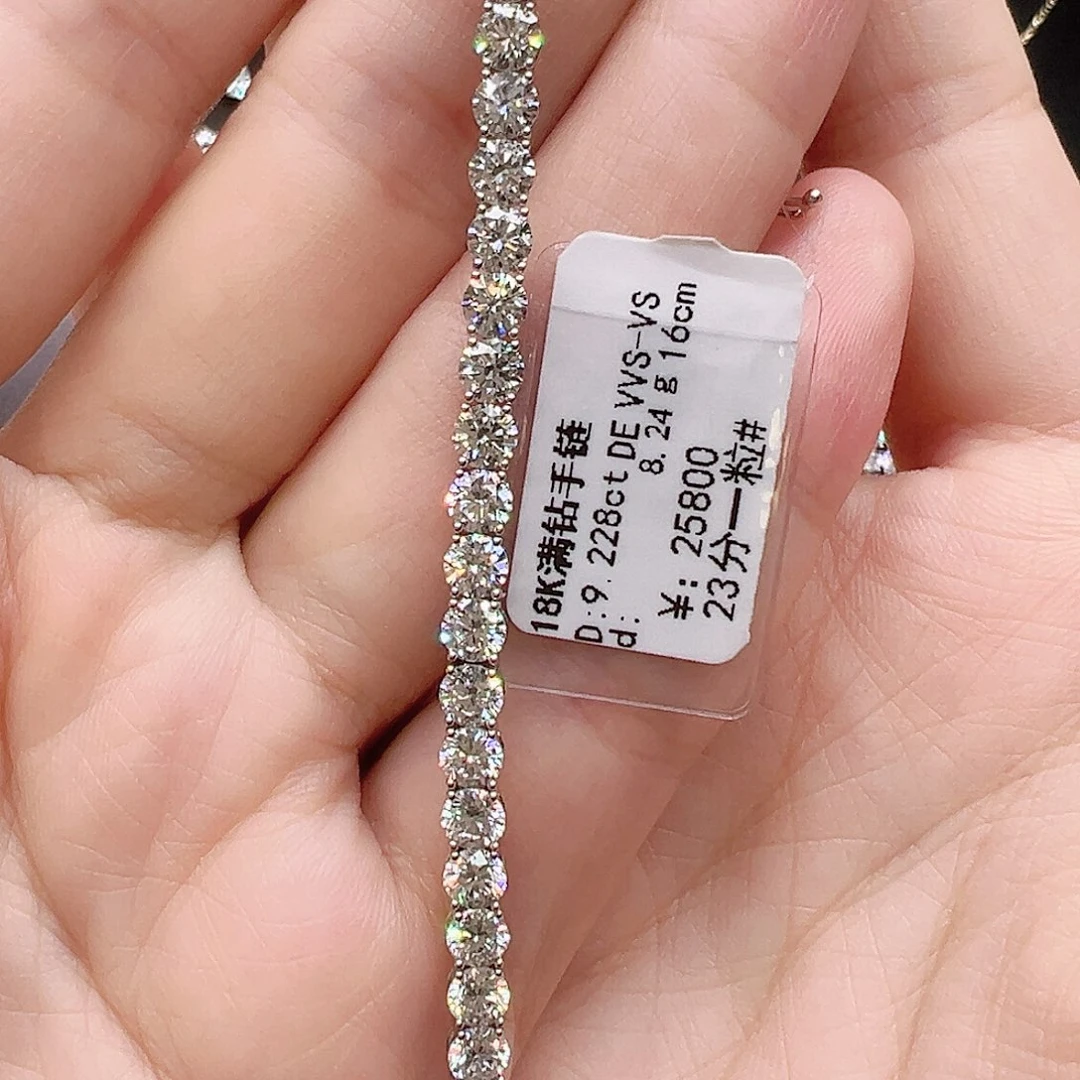 18K满钻手链
D:9.228ct DE VVS-VS
d: 8.24g 16cm
¥:25800
23分一粒#